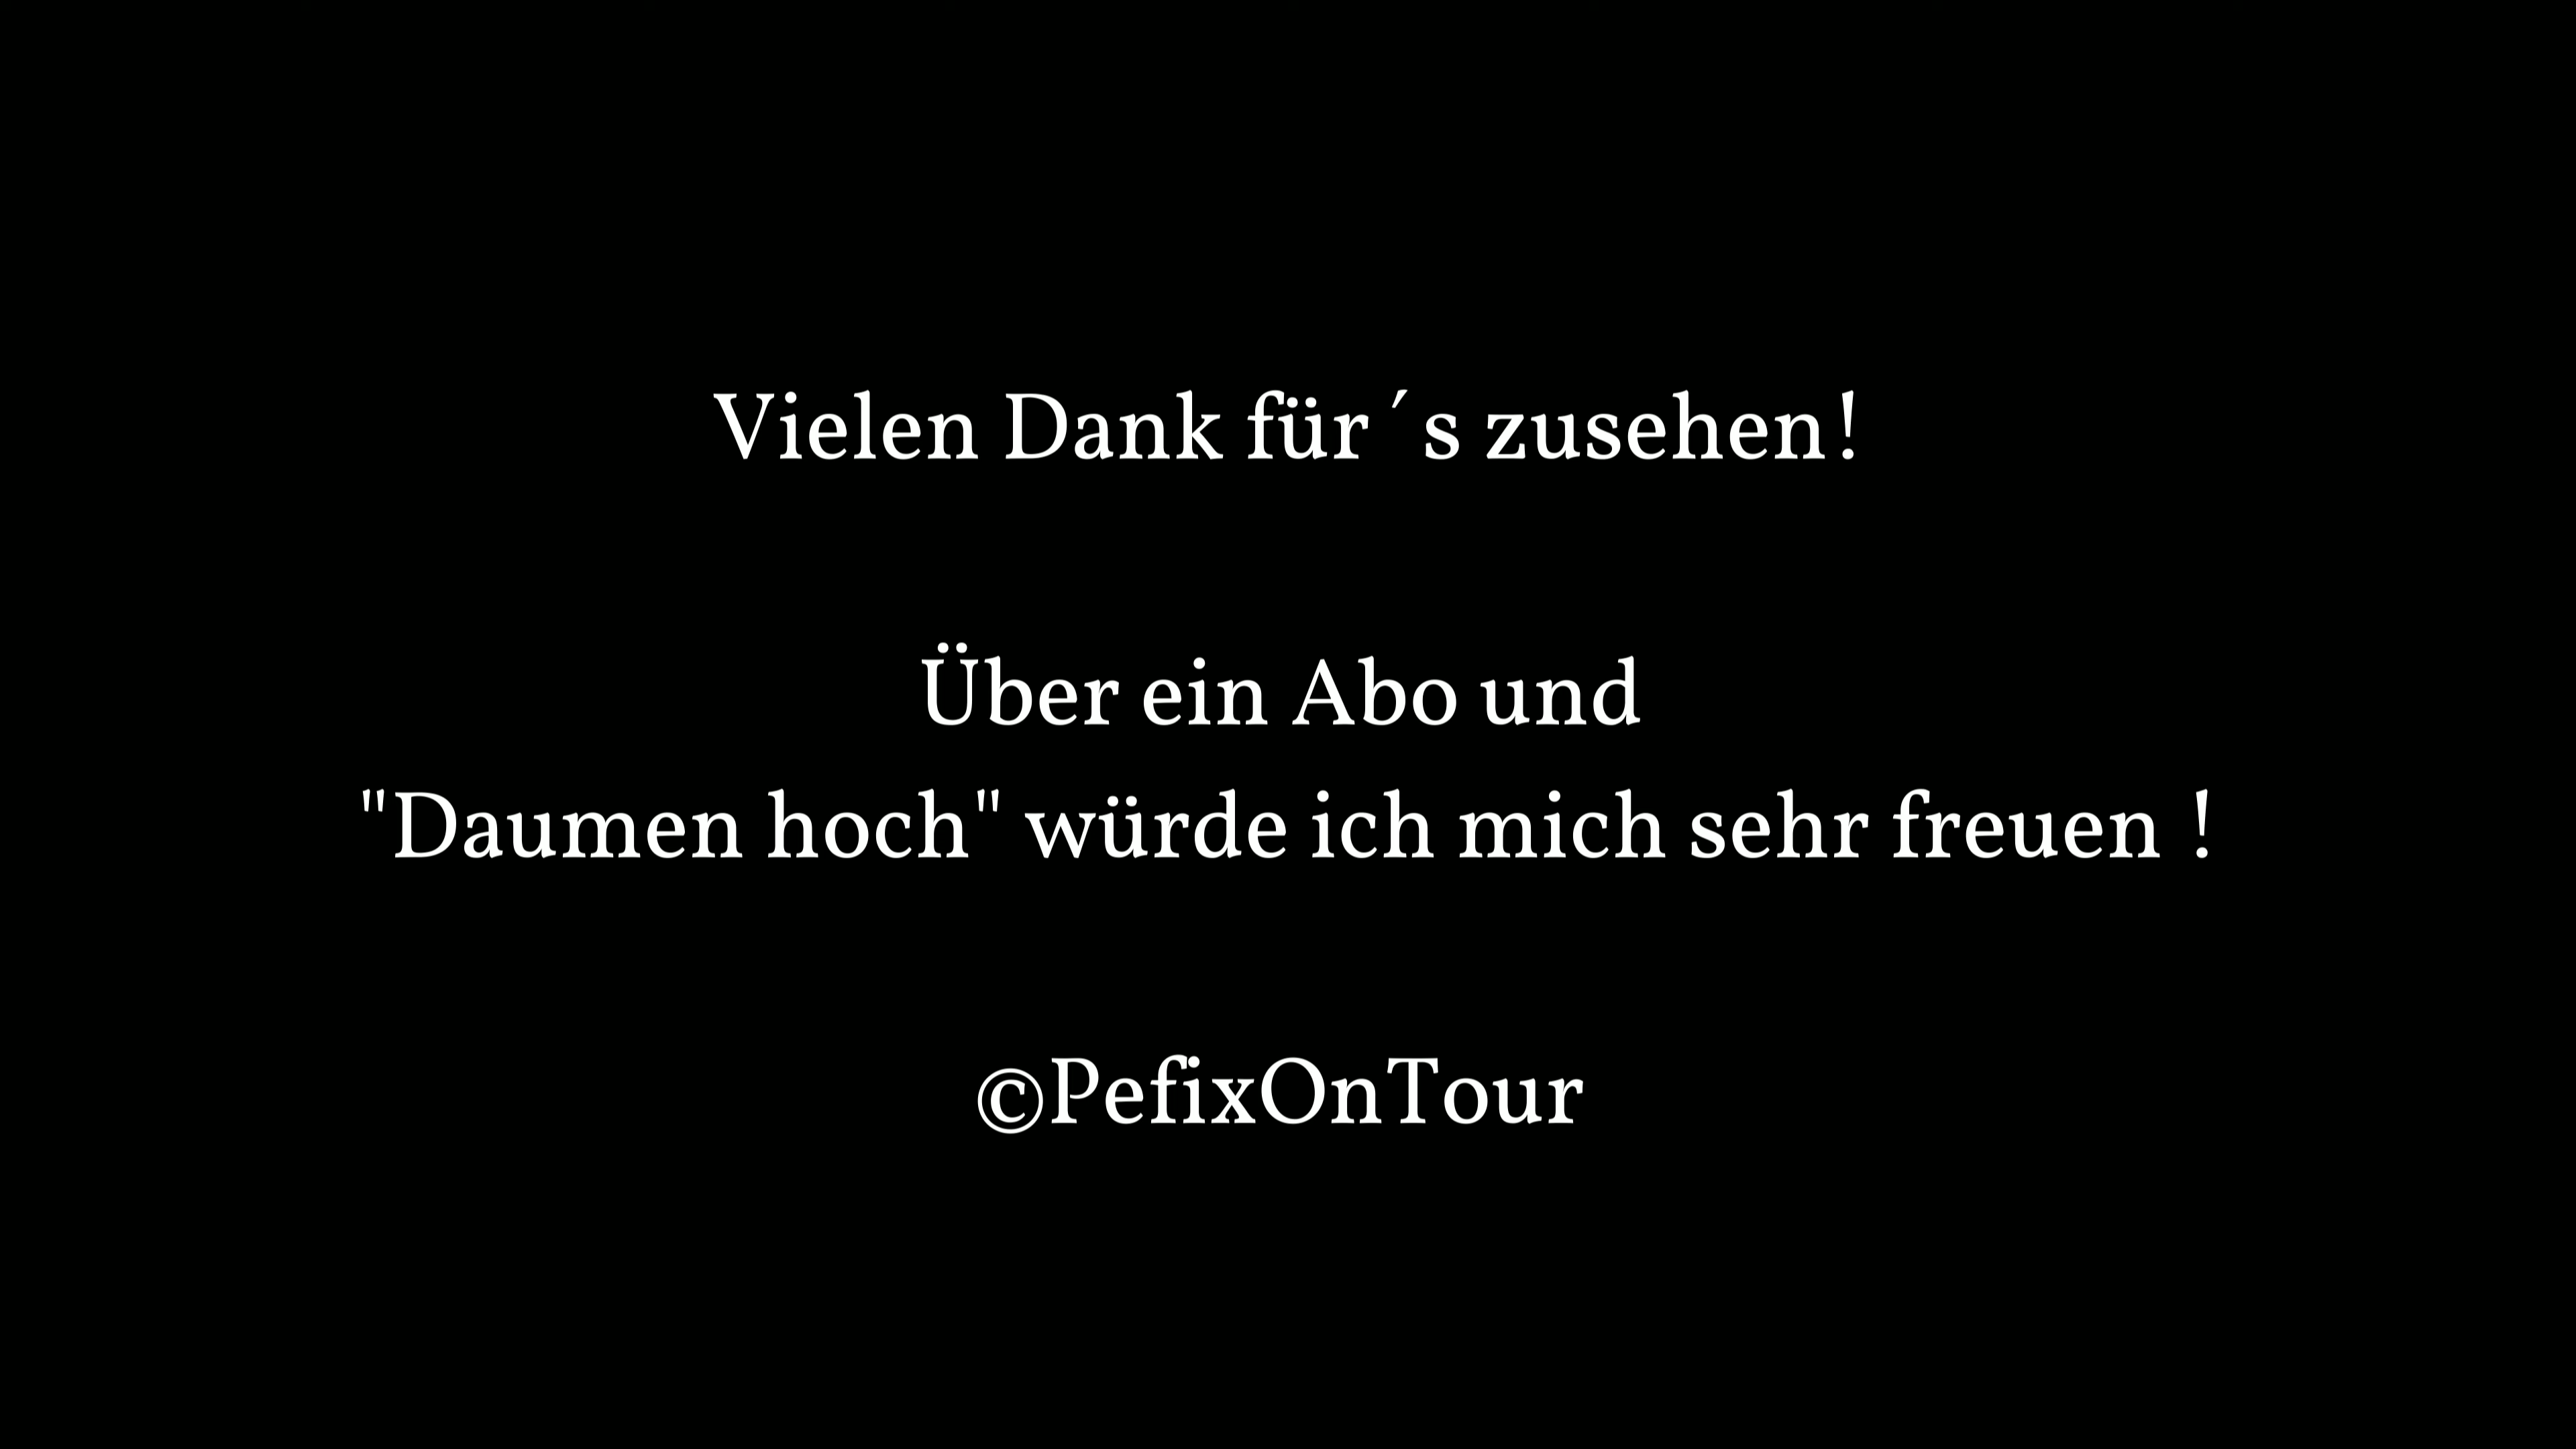 Vielen Dank für´s zusehen!
Über ein Abo und
"Daumen hoch" würde ich mich sehr freuen !
©PefixOnTour